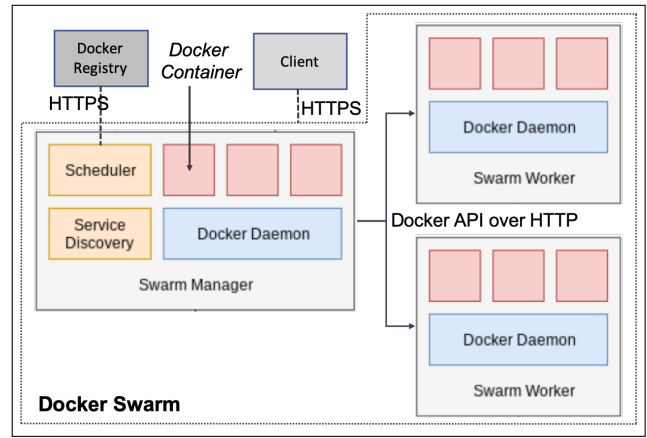 Docker
Registry
Docker
Container
Client
HTTPS
HTTPS
Scheduler
Service
Discovery
Docker Daemon
Swarm Manager
Docker Daemon
Swarm Worker
Docker API over HTTP
Docker Daemon
Swarm Worker
Docker Swarm